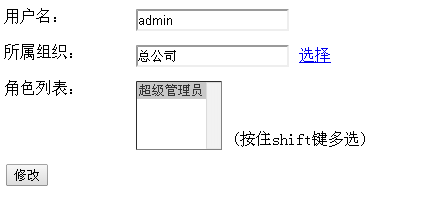 用户名： admin
所属组织： 总公司 选择
角色列表： 超级管理员
(按住shift键多选)
修改